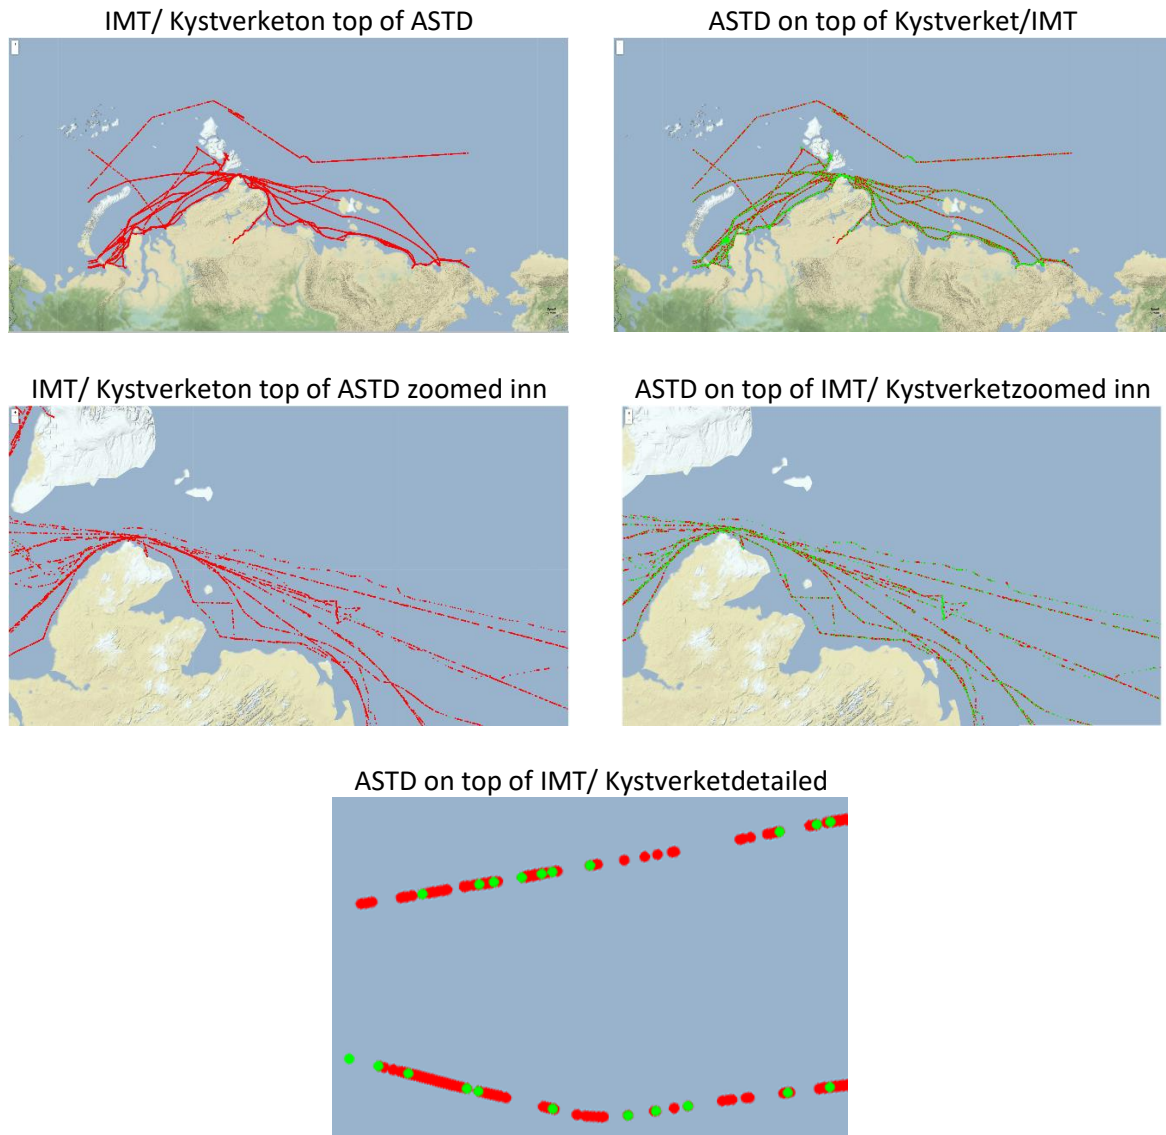 IMT/ Kystverketon top of ASTD
ASTD on top of Kystverket/IMT
IMT/ Kystverketon top of ASTD zoomed inn
ASTD on top of IMT/ Kystverketzoomed inn
ASTD on top of IMT/ Kystverketdetailed